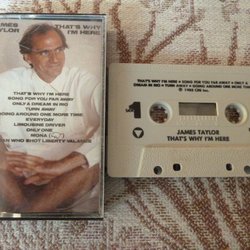 JAMES
TAYLOR
THAT'S WHY
I'M HERE
THAT'S WHY I'M HERE
SONG FOR YOU FAR AWAY
ONLY A DREAM IN RIO
TURN AWAY
GOING AROUND ONE MORE TIME
EVERYDAY
LIMOUSINE DRIVER
ONLY ONE
MONA
MAN WHO SHOT LIBERTY VALANCE
THAT'S WHY I'M HERE • SONG FOR YOU FAR AWAY • ONLY A
DREAM IN RIO • TURN AWAY • GOING AROUND ONE MORE TIME
℗ 1985 CBS Inc.
JAMES TAYLOR
THAT'S WHY I'M HERE